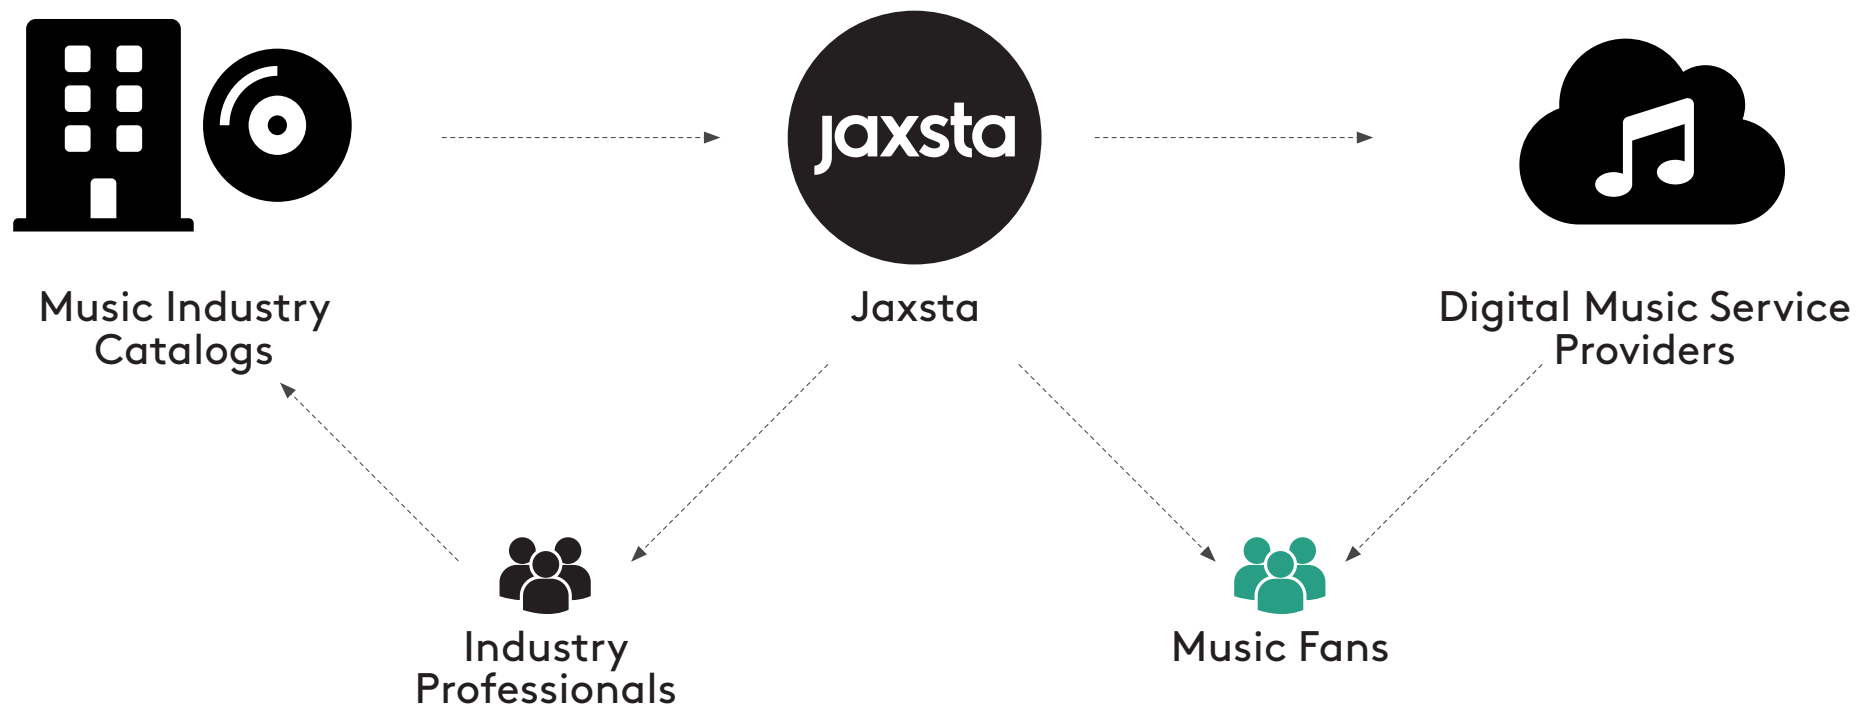 jaxsta
Music Industry
Catalogs
Jaxsta
Digital Music Service
Providers
Industry
Professionals
Music Fans